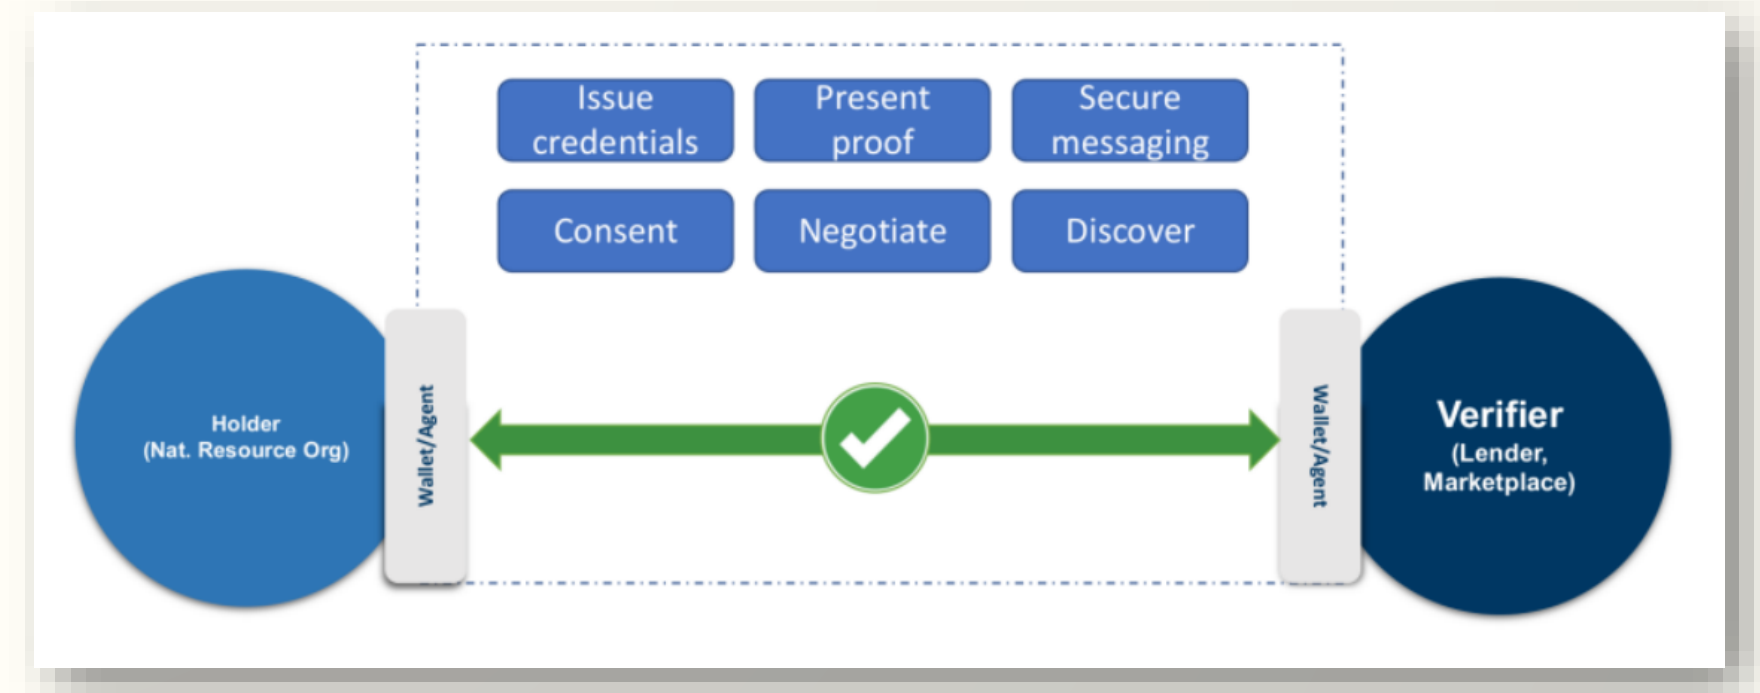 Issue
credentials
Present
proof
Secure
messaging
Consent
Negotiate
Discover
Holder
(Nat. Resource Org)
Wallet/Agent
Wallet/Agent
Verifier
(Lender,
Marketplace)